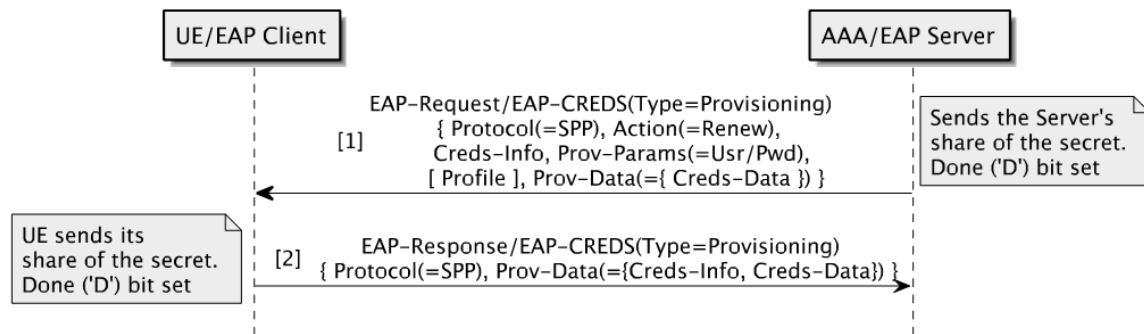 UE/EAP Client
AAA/EAP Server
EAP-Request/EAP-CREDS(Type=Provisioning)
{ Protocol(=SPP), Action(=Renew),
[1]
Creds-Info, Prov-Params(=Usr/Pwd),
[ Profile ], Prov-Data(={ Creds-Data }) }
Sends the Server's
share of the secret.
Done ('D') bit set
UE sends its
share of the secret.
Done ('D') bit set
[2]
EAP-Response/EAP-CREDS(Type=Provisioning)
{ Protocol(=SPP), Prov-Data(={Creds-Info, Creds-Data}) }